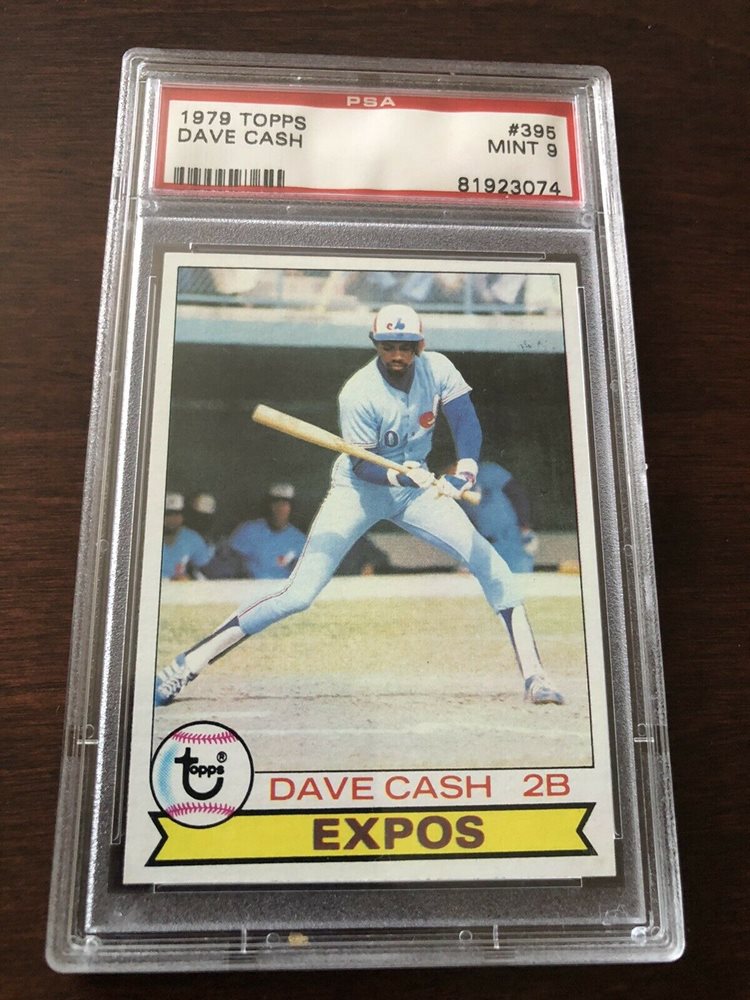 PSA
1979 TOPPS #395
DAVE CASH MINT 9
81923074
Topps®
DAVE CASH 2B
EXPOS